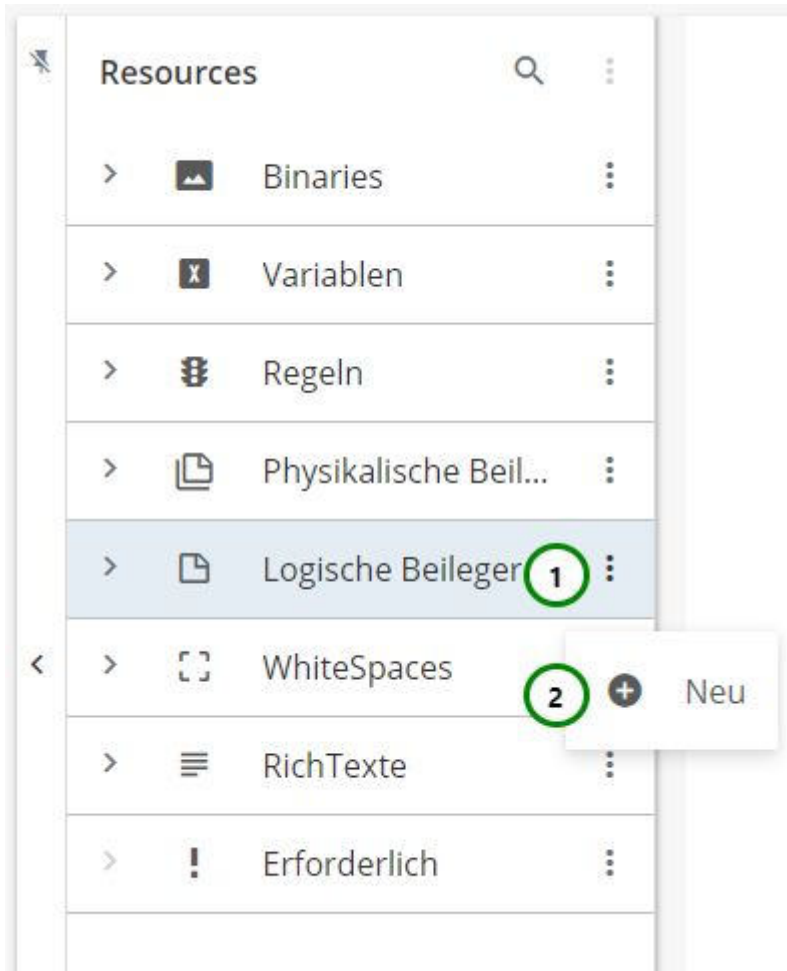 Resources
Binaries
Variablen
Regeln
Physikalische Beil...
Logische Beileger
1
WhiteSpaces
2
Neu
RichTexte
Erforderlich